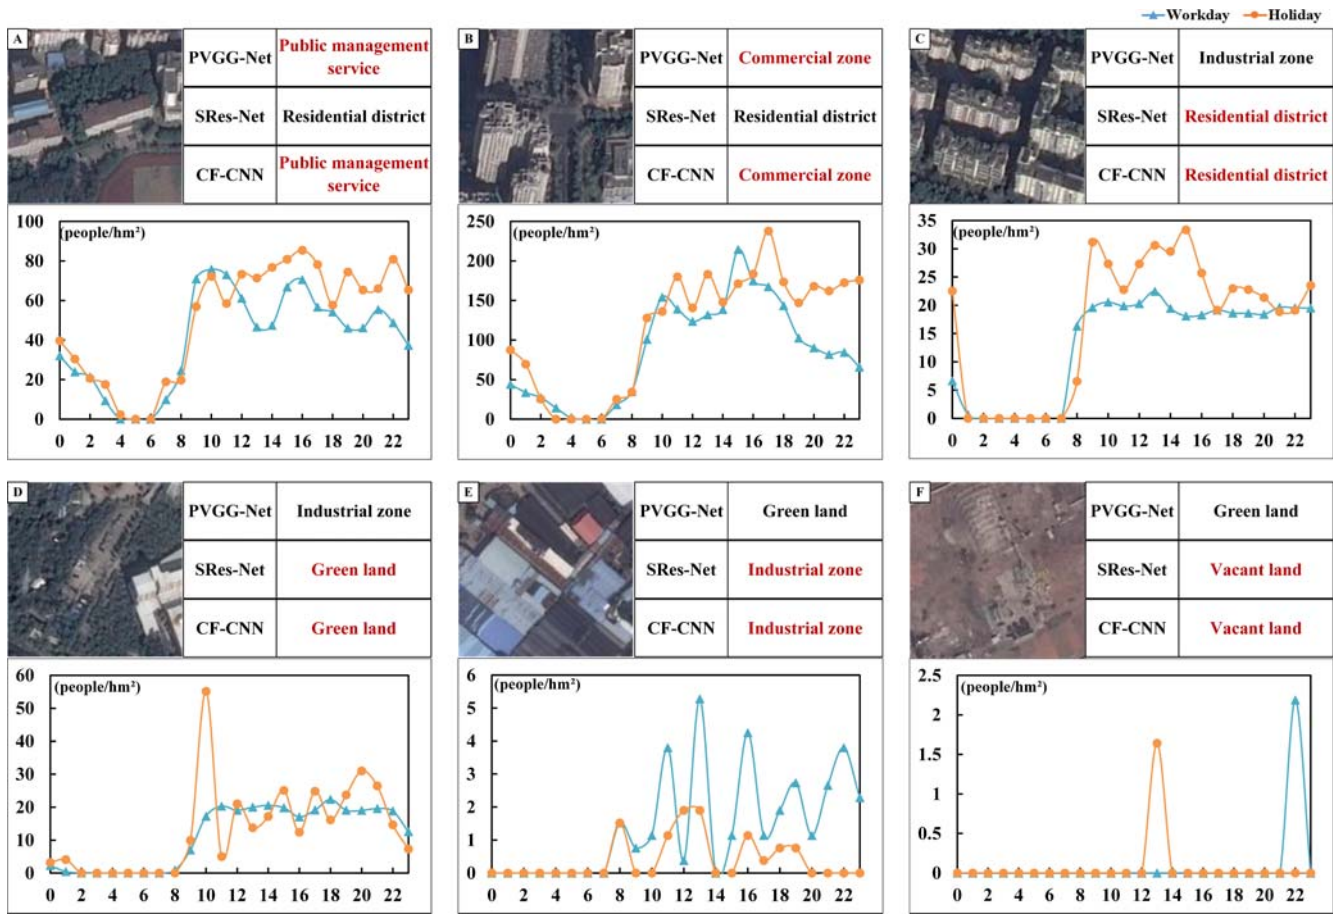 Workday Holiday
A
PVGG-Net Public management service
SRes-Net Residential district
CF-CNN Public management service
B
PVGG-Net Commercial zone
SRes-Net Residential district
CF-CNN Commercial zone
C
PVGG-Net Industrial zone
SRes-Net Residential district
CF-CNN Residential district
(people/hm²)
100
80
60
40
20
0
0 2 4 6 8 10 12 14 16 18 20 22
(people/hm²)
250
200
150
100
50
0
0 2 4 6 8 10 12 14 16 18 20 22
(people/hm²)
35
30
25
20
15
10
5
0
0 2 4 6 8 10 12 14 16 18 20 22
D
PVGG-Net Industrial zone
SRes-Net Green land
CF-CNN Green land
E
PVGG-Net Green land
SRes-Net Industrial zone
CF-CNN Industrial zone
F
PVGG-Net Green land
SRes-Net Vacant land
CF-CNN Vacant land
(people/hm²)
60
50
40
30
20
10
0
0 2 4 6 8 10 12 14 16 18 20 22
(people/hm²)
6
5
4
3
2
1
0
0 2 4 6 8 10 12 14 16 18 20 22
(people/hm²)
2.5
2
1.5
1
0.5
0
0 2 4 6 8 10 12 14 16 18 20 22